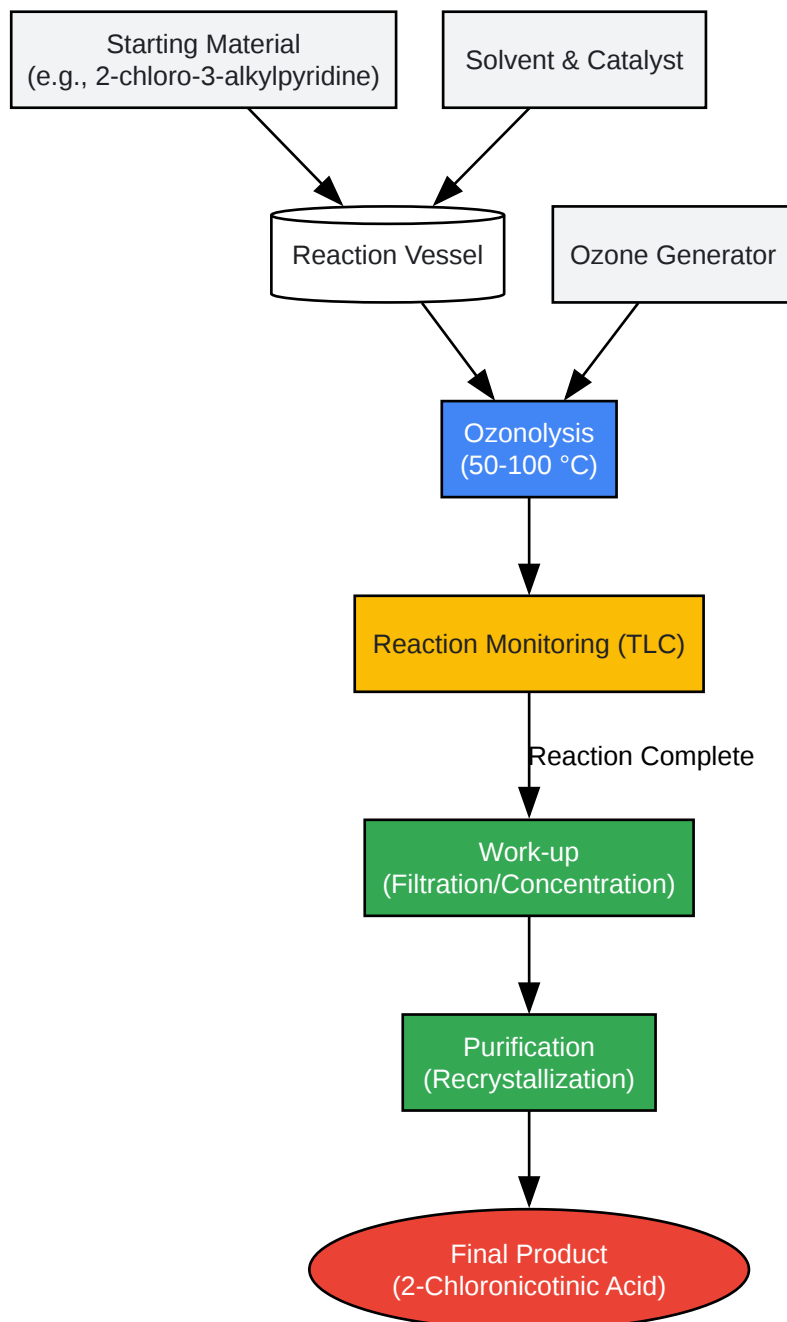 Starting Material
(e.g., 2-chloro-3-alkylpyridine)
Solvent & Catalyst
Reaction Vessel
Ozone Generator
Ozonolysis
(50-100 °C)
Reaction Monitoring (TLC)
Reaction Complete
Work-up
(Filtration/Concentration)
Purification
(Recrystallization)
Final Product
(2-Chloronicotinic Acid)